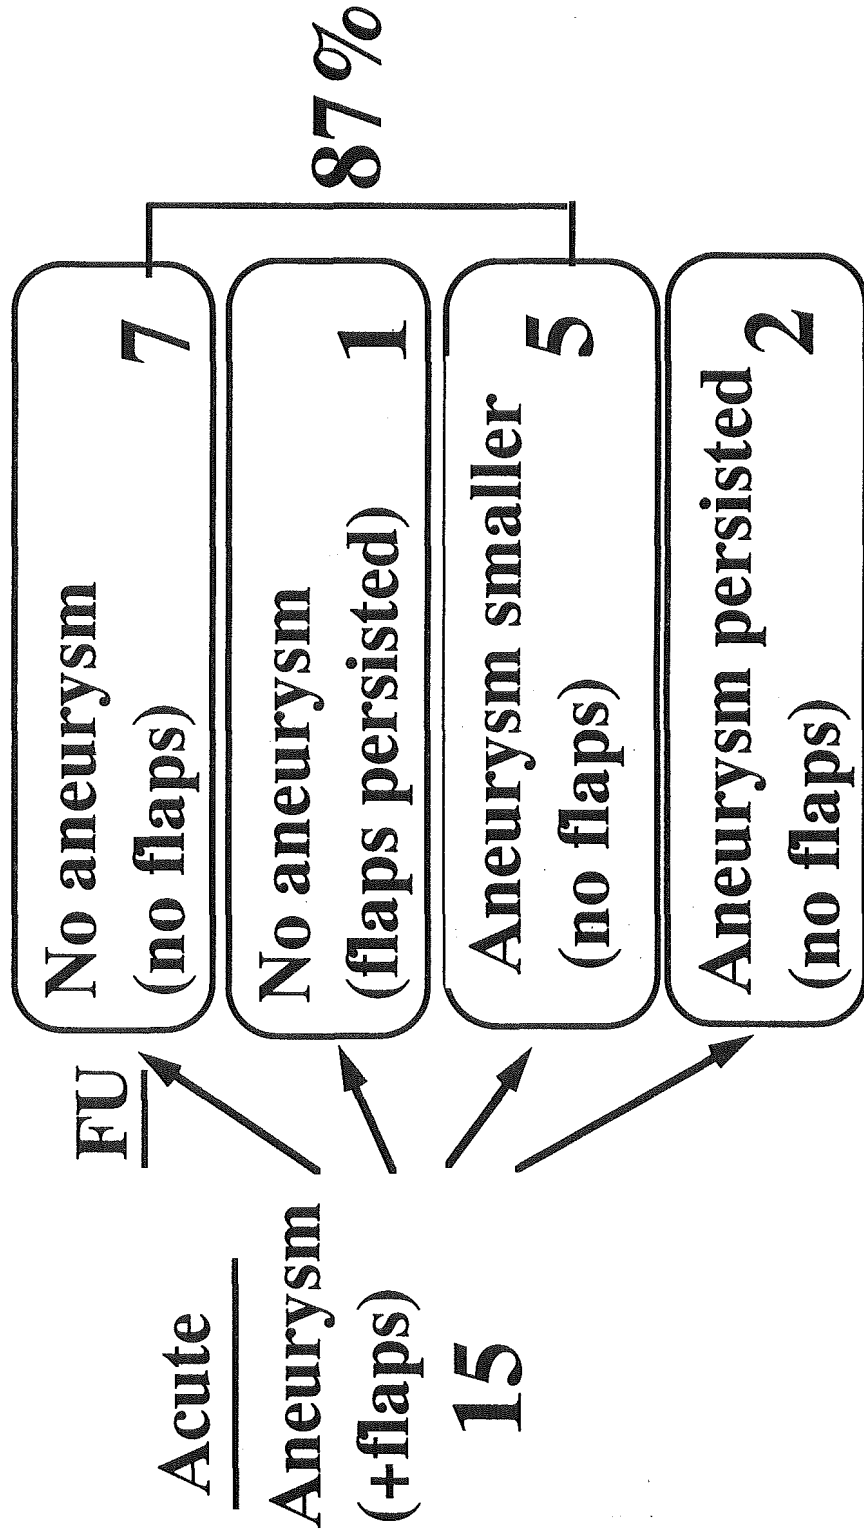 Acute
Aneurysm
(+flaps)
15
FU
No aneurysm
(no flaps) 7
No aneurysm
(flaps persisted) 1
Aneurysm smaller
(no flaps) 5
Aneurysm persisted
(no flaps) 2
87%